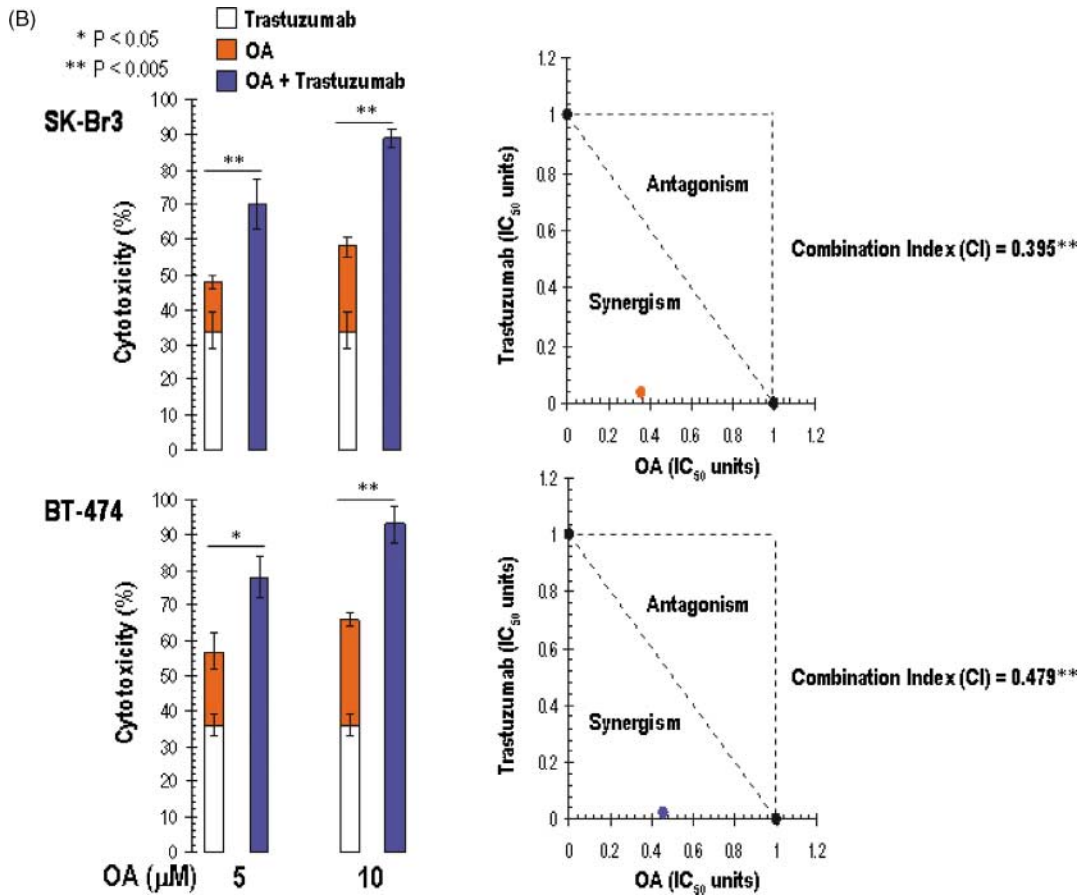 (B)
* P < 0.05
** P < 0.005
Trastuzumab
OA
OA + Trastuzumab
SK-Br3
Cytotoxicity (%)
100
90
80
70
60
50
40
30
20
10
0
**
**
Trastuzumab (IC50 units)
1.2
1
0.8
0.6
0.4
0.2
0
Antagonism
Synergism
0 0.2 0.4 0.6 0.8 1 1.2
OA (IC50 units)
Combination Index (CI) = 0.395**
BT-474
Cytotoxicity (%)
100
90
80
70
60
50
40
30
20
10
0
*
**
OA (µM) 5 10
Trastuzumab (IC50 units)
1.2
1
0.8
0.6
0.4
0.2
0
Antagonism
Synergism
0 0.2 0.4 0.6 0.8 1 1.2
OA (IC50 units)
Combination Index (CI) = 0.479**